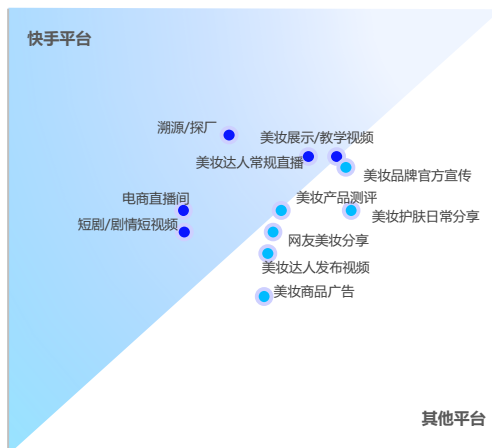 快手平台
溯源/探厂
美妆展示/教学视频
美妆达人常规直播
美妆品牌官方宣传
电商直播间
美妆产品测评
短剧/剧情短视频
美妆护肤日常分享
网友美妆分享
美妆达人发布视频
美妆商品广告
其他平台